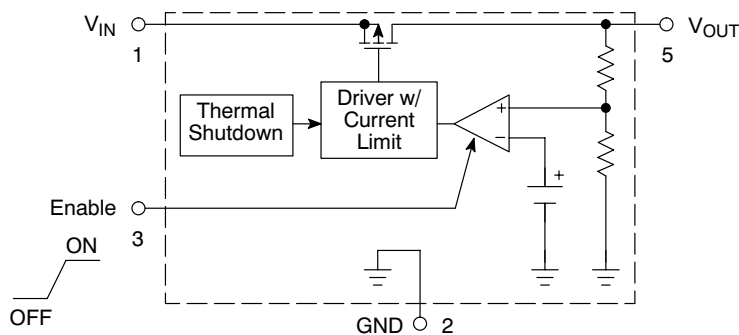 V_IN
1
V_OUT
5
Thermal
Shutdown
Driver w/
Current
Limit
+
−
+
Enable
3
ON
OFF
GND
2